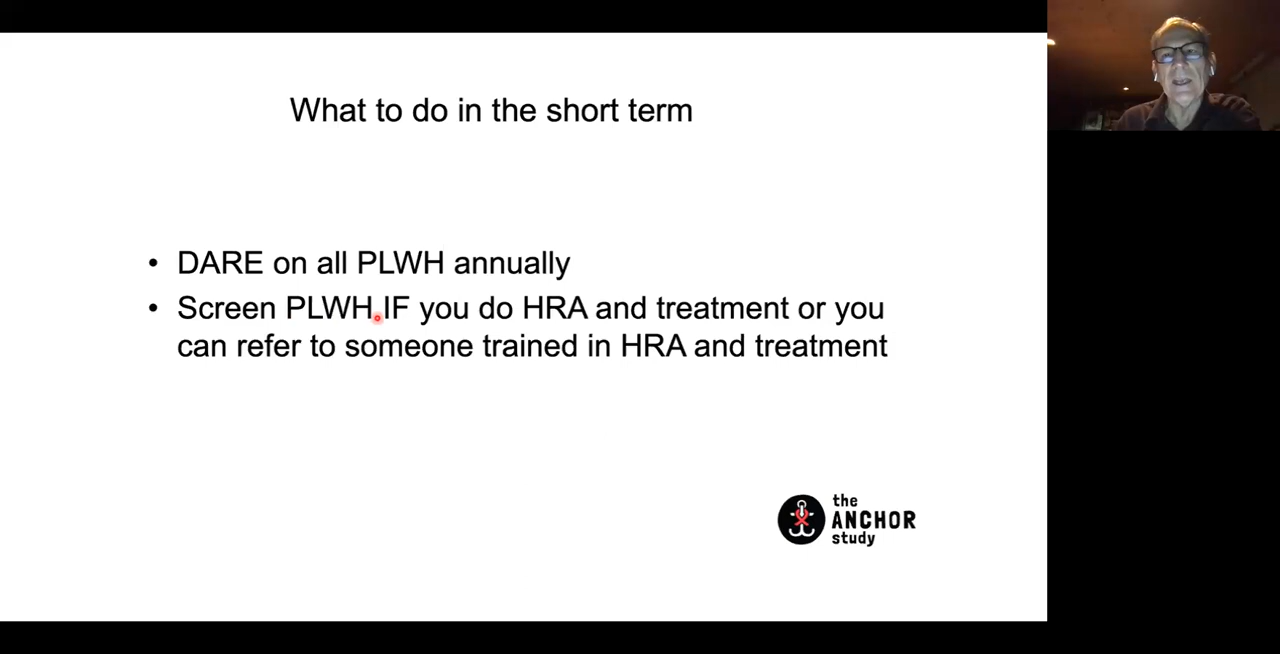 What to do in the short term
• DARE on all PLWH annually
• Screen PLWH IF you do HRA and treatment or you
can refer to someone trained in HRA and treatment
the
ANCHOR
study